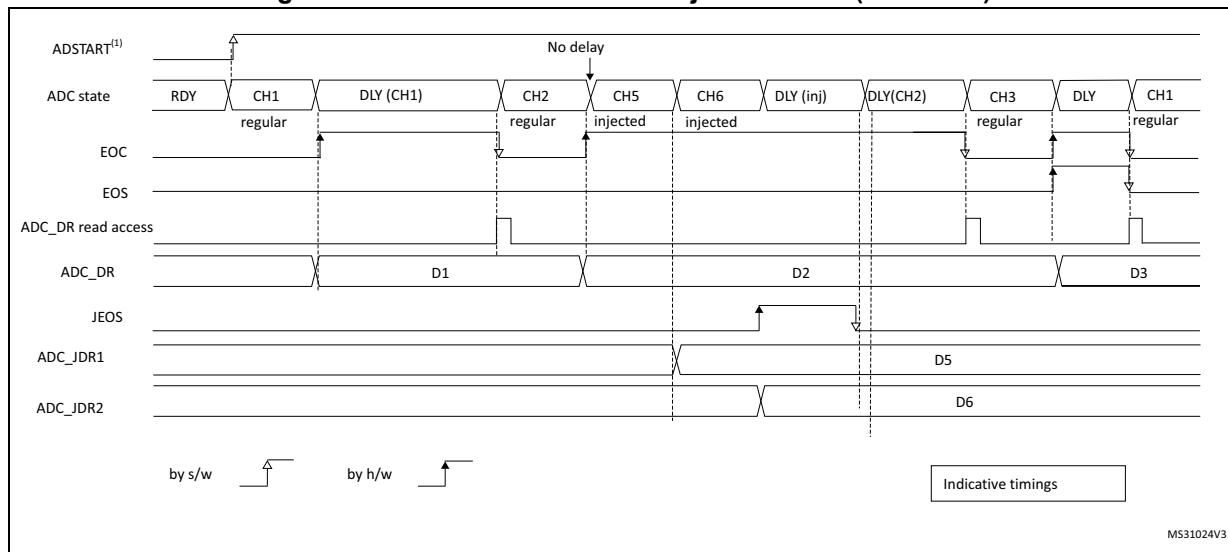 ADSTART(1)
No delay
ADC state RDY CH1 DLY (CH1) CH2 CH5 CH6 DLY (inj) DLY(CH2) CH3 DLY CH1
regular regular injected injected regular regular
EOC
EOS
ADC_DR read access
ADC_DR D1 D2 D3
JEOS
ADC_JDR1 D5
ADC_JDR2 D6
by s/w by h/w Indicative timings
MS31024V3